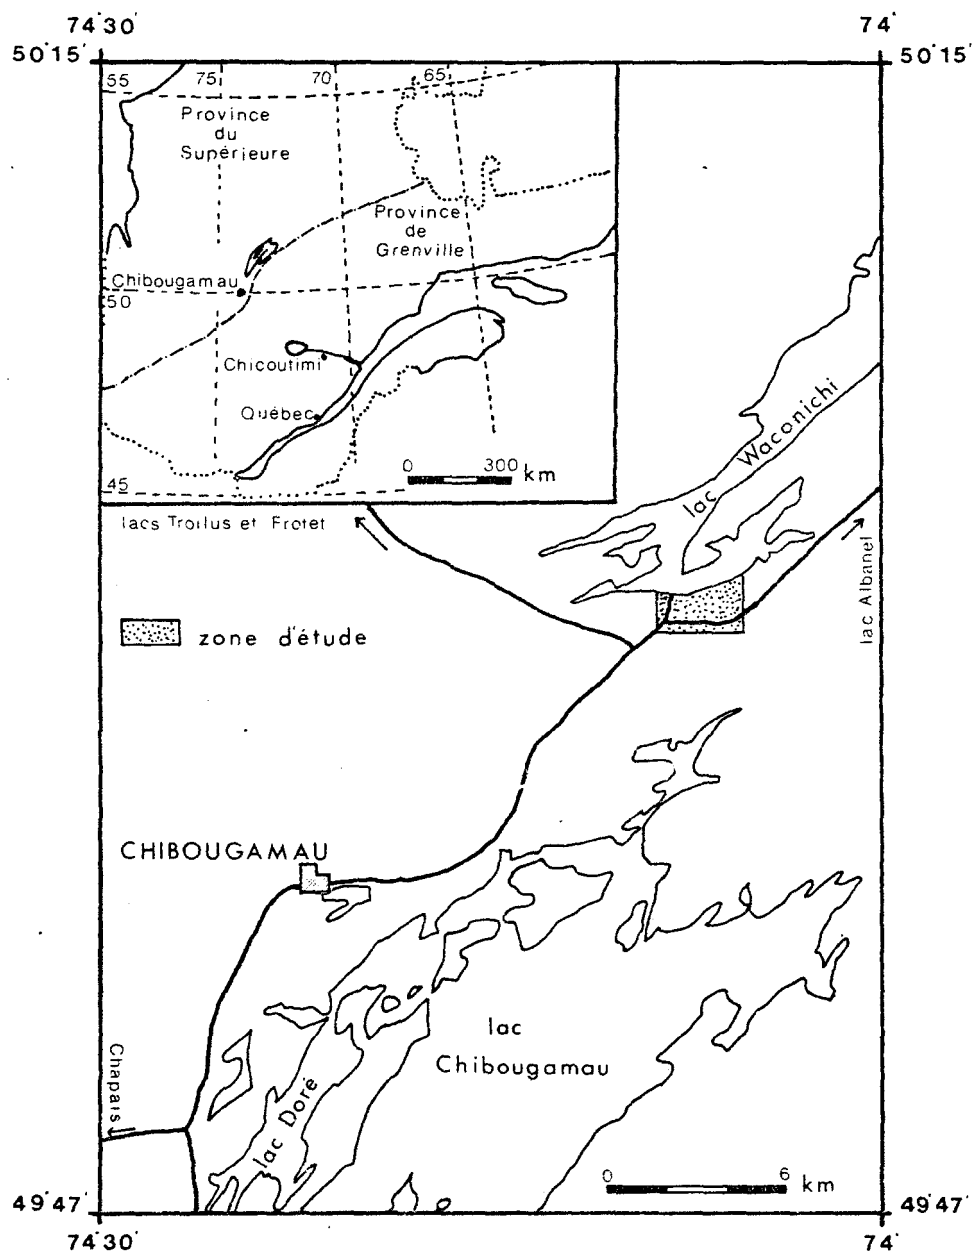 74°30'
74°
50°15'
50°15'
55
75
70
65
Province
du
Supérieure
Province
de
Grenville
Chibougamau
50
Chicoutimi
Québec
0 300 km
45
lacs Troilus et Frotet
lac Waconichi
lac Albanel
zone d'étude
CHIBOUGAMAU
lac
Chibougamau
Chapais
lac Doré
0 6 km
49°47'
49°47'
74°30'
74°